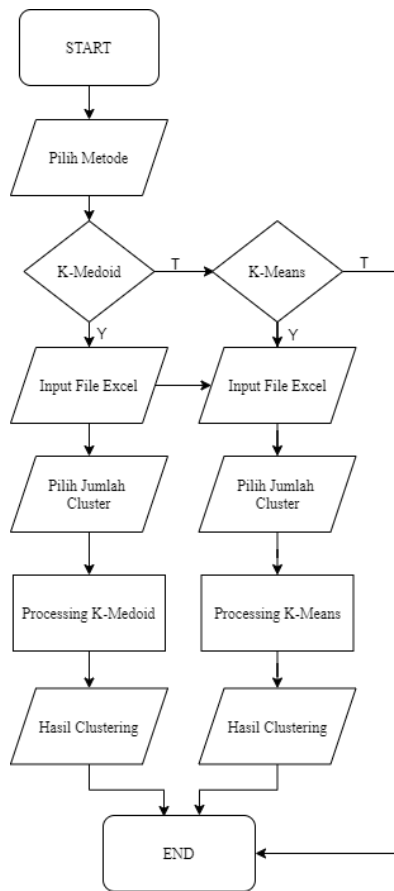 START
Pilih Metode
K-Medoid
T
K-Means
T
Y
Y
Input File Excel
Input File Excel
Pilih Jumlah
Cluster
Pilih Jumlah
Cluster
Processing K-Medoid
Processing K-Means
Hasil Clustering
Hasil Clustering
END